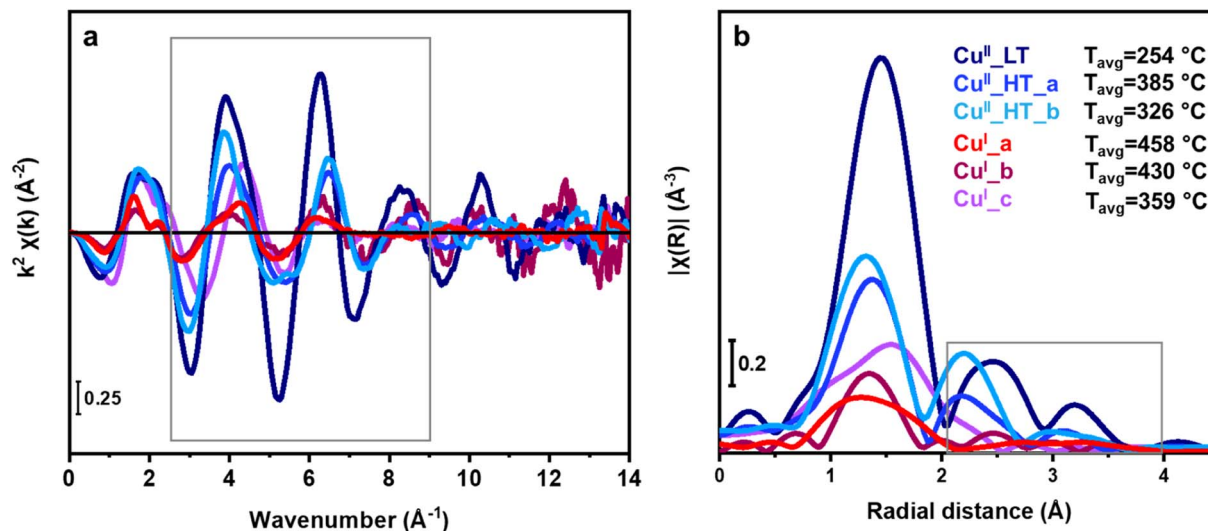 a
k² χ(k) (Å⁻²)
0.25
0 2 4 6 8 10 12 14
Wavenumber (Å⁻¹)
b
Cuᴵᴵ_LT Tₐᵥg=254 °C
Cuᴵᴵ_HT_a Tₐᵥg=385 °C
Cuᴵᴵ_HT_b Tₐᵥg=326 °C
Cuᴵ_a Tₐᵥg=458 °C
Cuᴵ_b Tₐᵥg=430 °C
Cuᴵ_c Tₐᵥg=359 °C
|χ(R)| (Å⁻³)
0.2
0 1 2 3 4
Radial distance (Å)